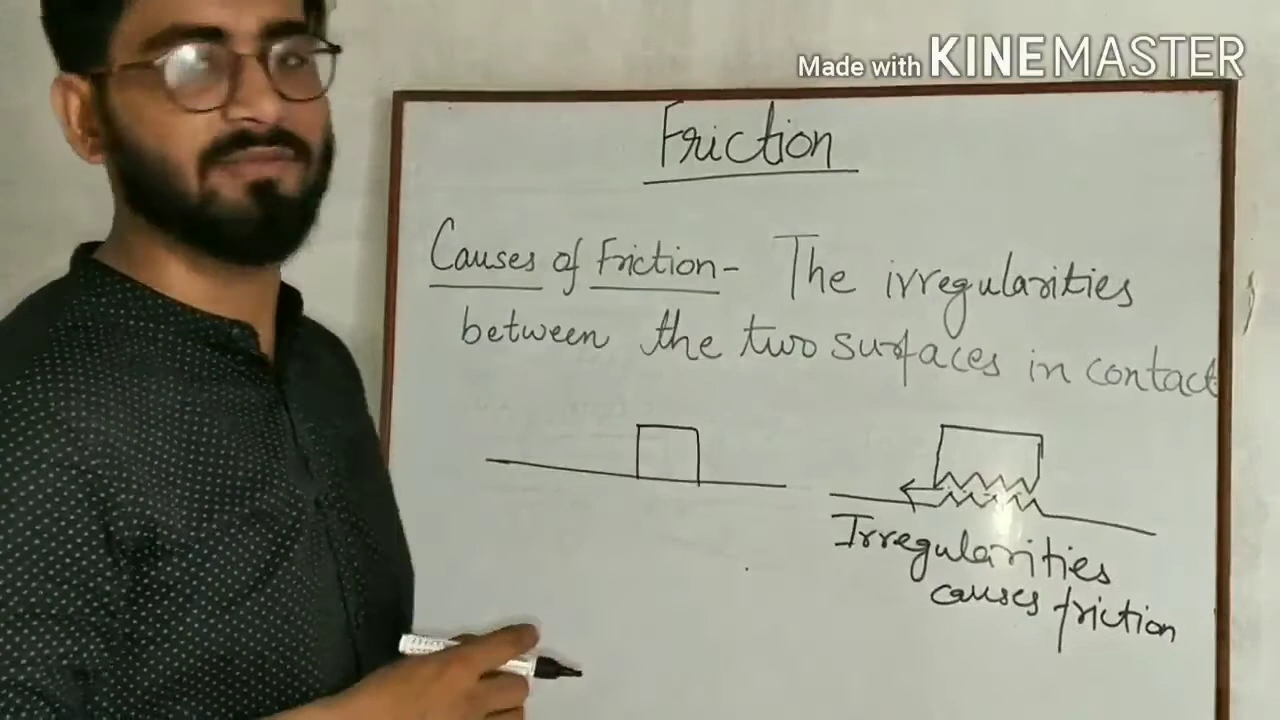 Made with KINEMASTER
Friction
Causes of Friction- The irregularities
between the two surfaces in contact
Irregularities
causes friction